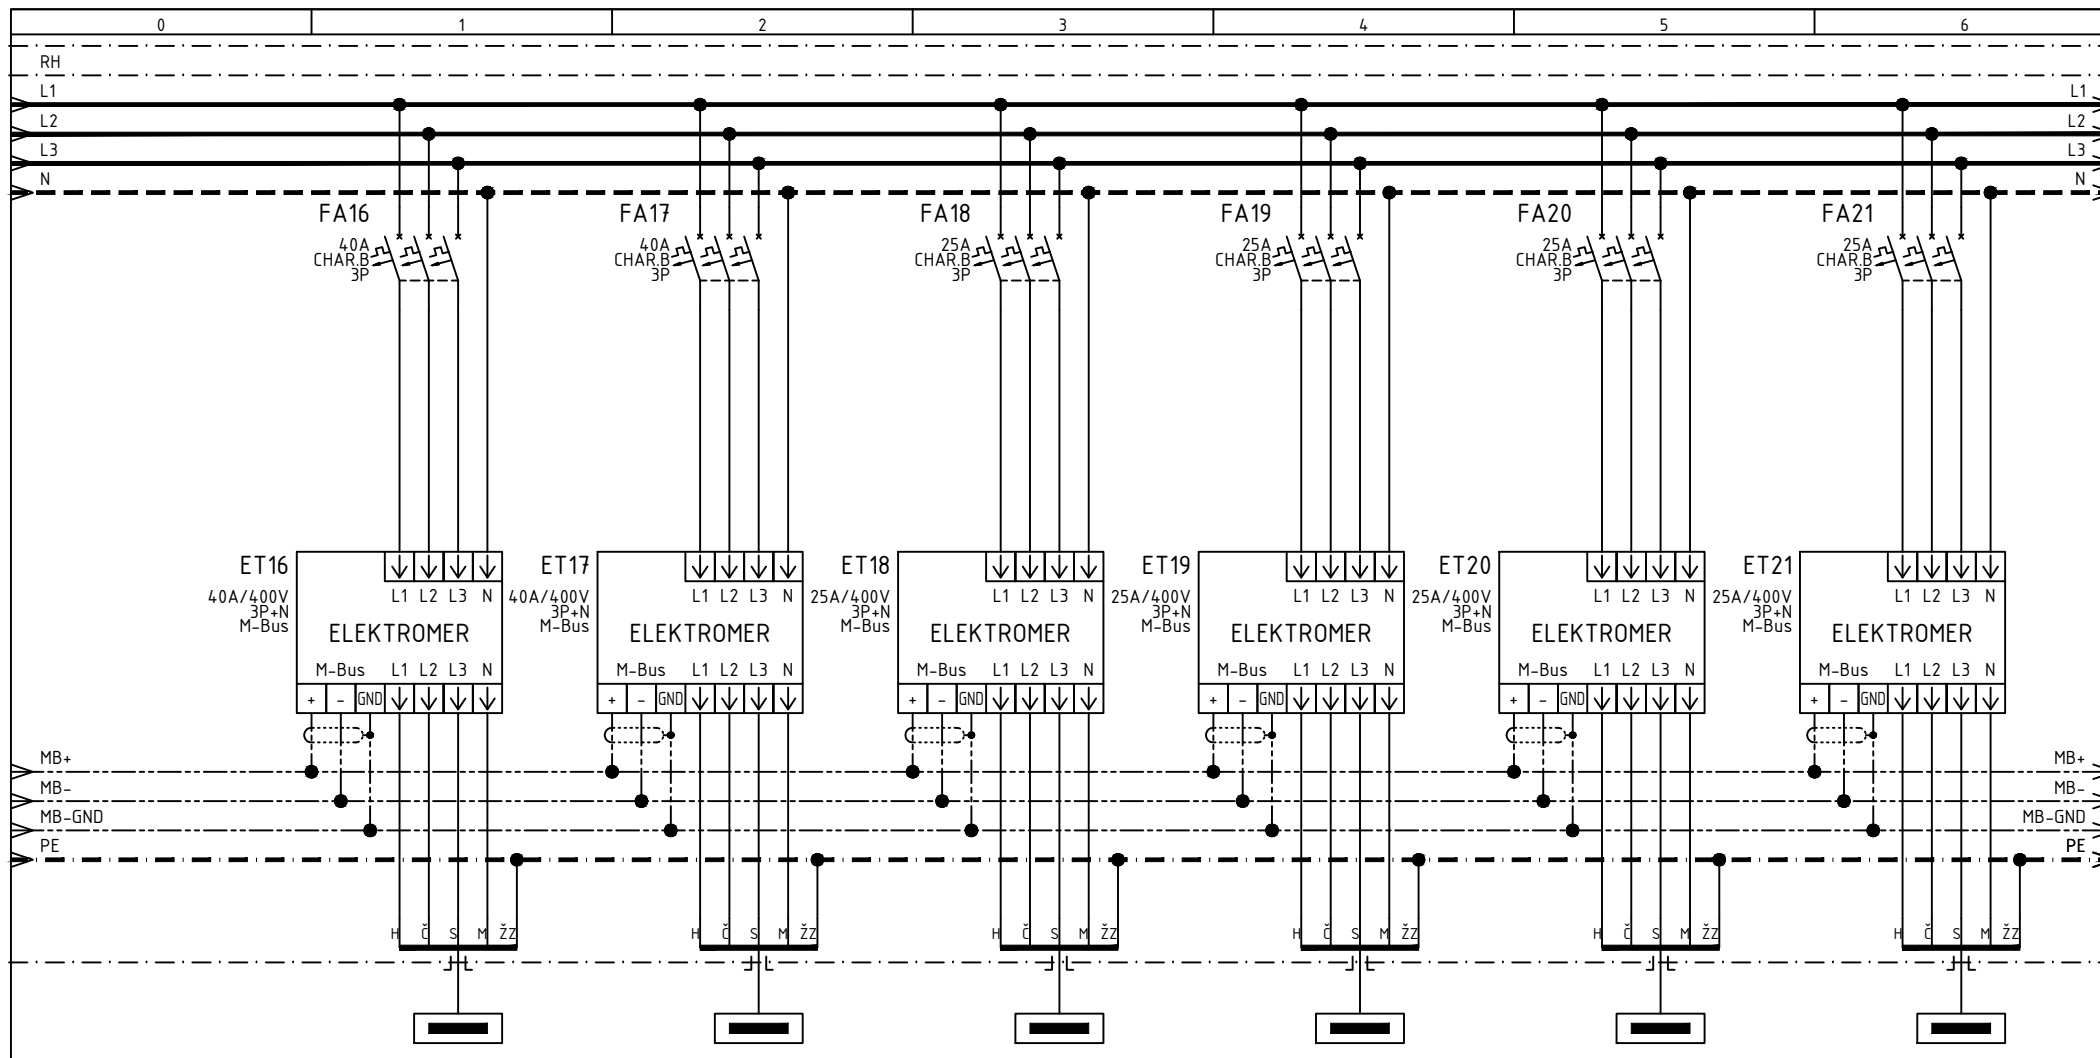 0 1 2 3 4 5 6
RH
L1 L1
L2 L2
L3 L3
N N
FA16 FA17 FA18 FA19 FA20 FA21
40A 40A 25A 25A 25A 25A
CHAR.B CHAR.B CHAR.B CHAR.B CHAR.B CHAR.B
3P 3P 3P 3P 3P 3P
ET16 ET17 ET18 ET19 ET20 ET21
40A/400V L1 L2 L3 N 40A/400V L1 L2 L3 N 25A/400V L1 L2 L3 N 25A/400V L1 L2 L3 N 25A/400V L1 L2 L3 N 25A/400V L1 L2 L3 N
3P+N 3P+N 3P+N 3P+N 3P+N 3P+N
M-Bus M-Bus M-Bus M-Bus M-Bus M-Bus
ELEKTROMER ELEKTROMER ELEKTROMER ELEKTROMER ELEKTROMER ELEKTROMER
M-Bus L1 L2 L3 N M-Bus L1 L2 L3 N M-Bus L1 L2 L3 N M-Bus L1 L2 L3 N M-Bus L1 L2 L3 N M-Bus L1 L2 L3 N
+ - GND + - GND + - GND + - GND + - GND + - GND
MB+ MB+
MB- MB-
MB-GND MB-GND
PE PE
H Č S M ŽZ H Č S M ŽZ H Č S M ŽZ H Č S M ŽZ H Č S M ŽZ H Č S M ŽZ